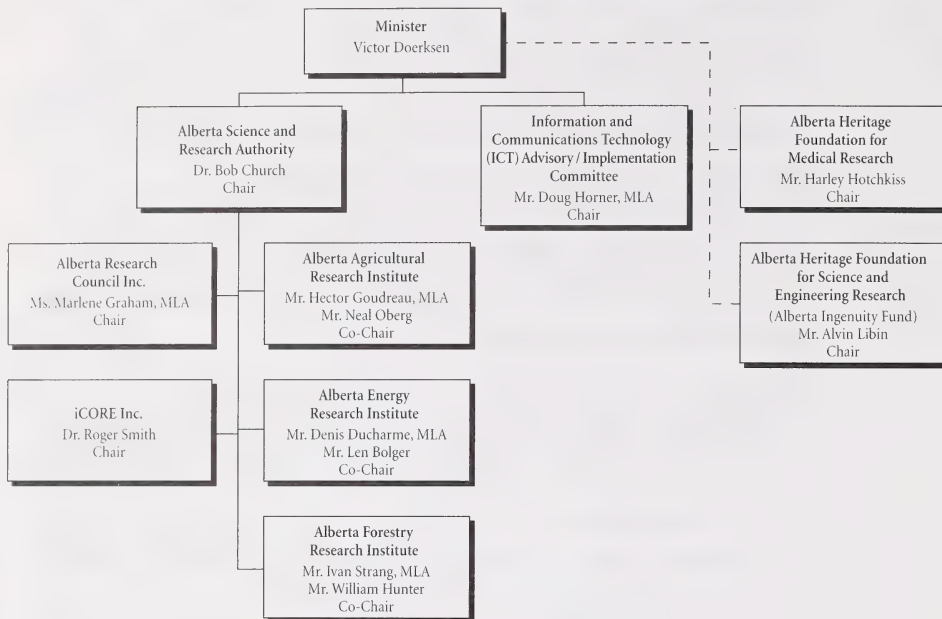 Minister
Victor Doerksen
Alberta Science and
Research Authority
Dr. Bob Church
Chair
Information and
Communications Technology
(ICT) Advisory / Implementation
Committee
Mr. Doug Horner, MLA
Chair
Alberta Heritage
Foundation for
Medical Research
Mr. Harley Hotchkiss
Chair
Alberta Research
Council Inc.
Ms. Marlene Graham, MLA
Chair
Alberta Agricultural
Research Institute
Mr. Hector Goudreau, MLA
Mr. Neal Oberg
Co-Chair
Alberta Heritage Foundation
for Science and
Engineering Research
(Alberta Ingenuity Fund)
Mr. Alvin Libin
Chair
iCORE Inc.
Dr. Roger Smith
Chair
Alberta Energy
Research Institute
Mr. Denis Ducharme, MLA
Mr. Len Bolger
Co-Chair
Alberta Forestry
Research Institute
Mr. Ivan Strang, MLA
Mr. William Hunter
Co-Chair